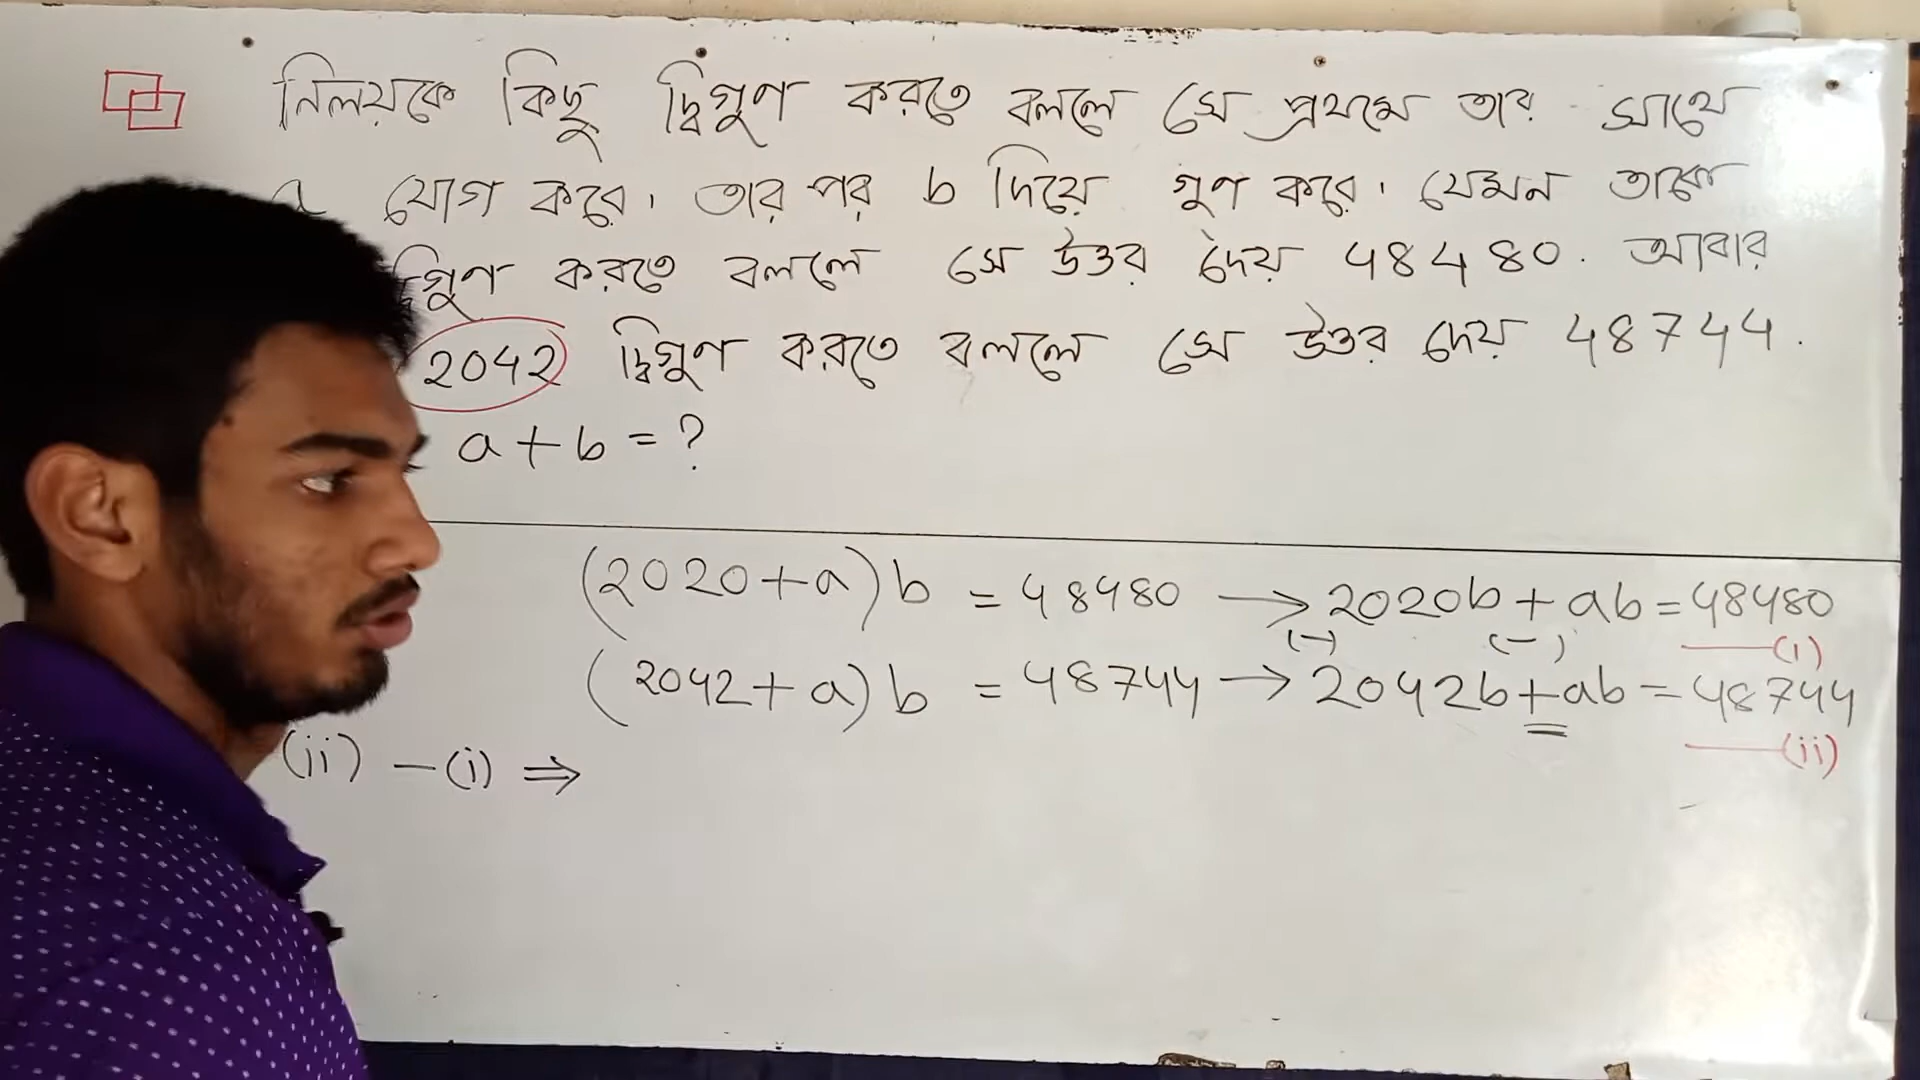 নিলয়কে কিছু দ্বিগুণ করতে বললে সে প্রথমে তার সাথে
a যোগ করে। তারপর b দিয়ে গুণ করে। যেমন তাকে
দ্বিগুণ করতে বললে সে উত্তর দেয় 48480. আবার
2042 দ্বিগুণ করতে বললে সে উত্তর দেয় 48744.
a + b = ?
(2020 + a) b = 48480 → 2020b + ab = 48480
(-) (-) —(i)
(2042 + a) b = 48744 → 2042b + ab = 48744
(ii) - (i) ⇒ —(ii)